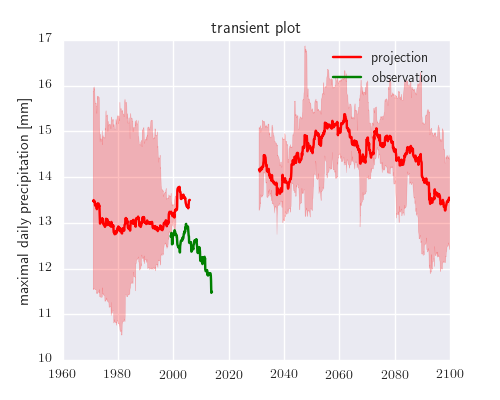 transient plot
maximal daily precipitation [mm]
17
16
15
14
13
12
11
10
1960 1980 2000 2020 2040 2060 2080 2100
projection
observation